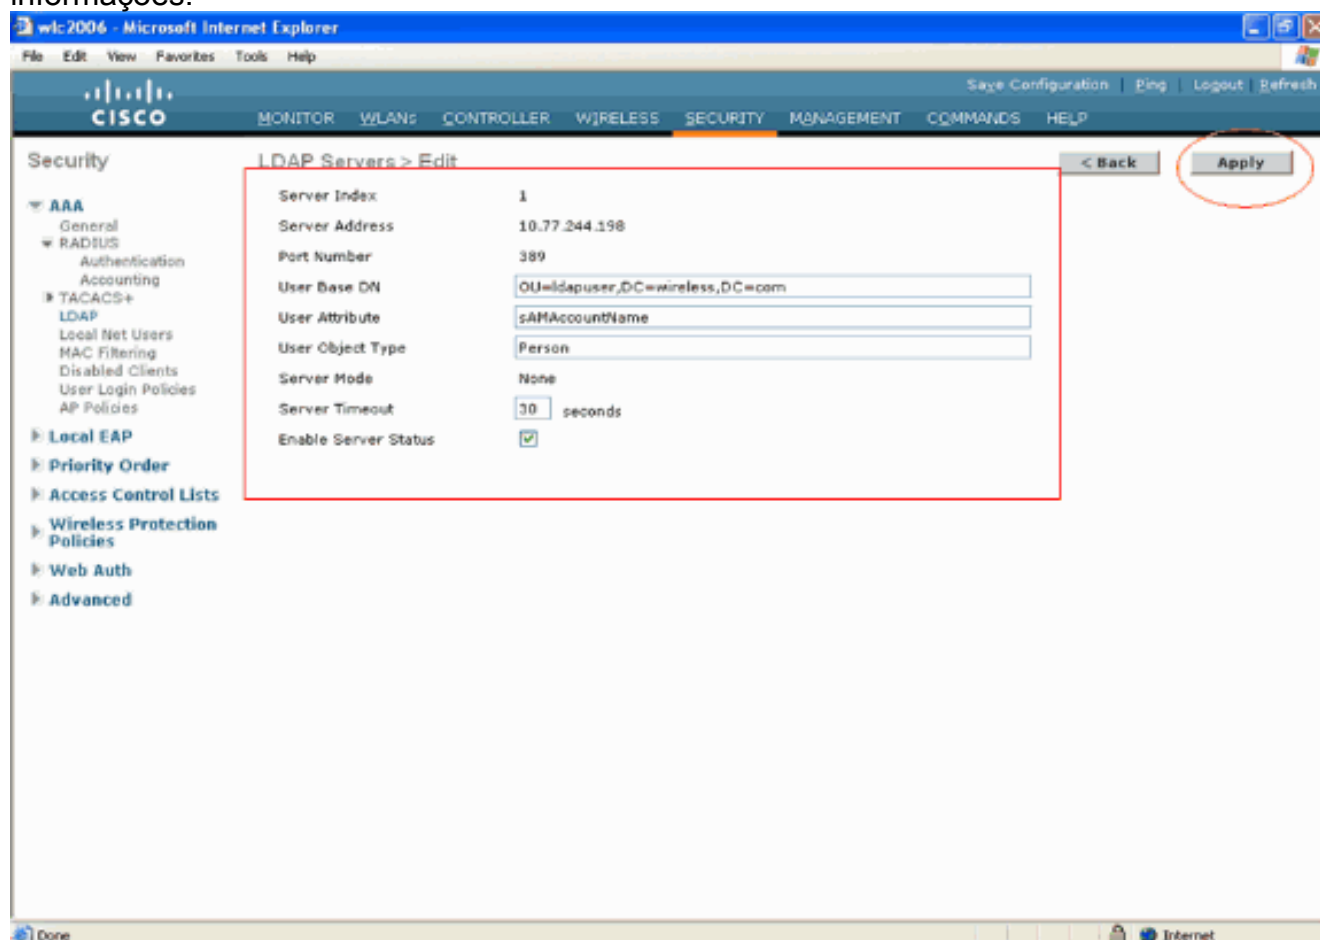 informações.
wlc2006 - Microsoft Internet Explorer
File Edit View Favorites Tools Help
Save Configuration | Ping | Logout | Refresh
CISCO
MONITOR WLANs CONTROLLER WIRELESS SECURITY MANAGEMENT COMMANDS HELP
Security
LDAP Servers > Edit
< Back
Apply
AAA
General
RADIUS
Authentication
Accounting
TACACS+
LDAP
Local Net Users
MAC Filtering
Disabled Clients
User Login Policies
AP Policies
Local EAP
Priority Order
Access Control Lists
Wireless Protection
Policies
Web Auth
Advanced
Server Index 1
Server Address 10.77.244.198
Port Number 389
User Base DN OU=ldapuser,DC=wireless,DC=com
User Attribute sAMAccountName
User Object Type Person
Server Mode None
Server Timeout 30 seconds
Enable Server Status
Done
Internet